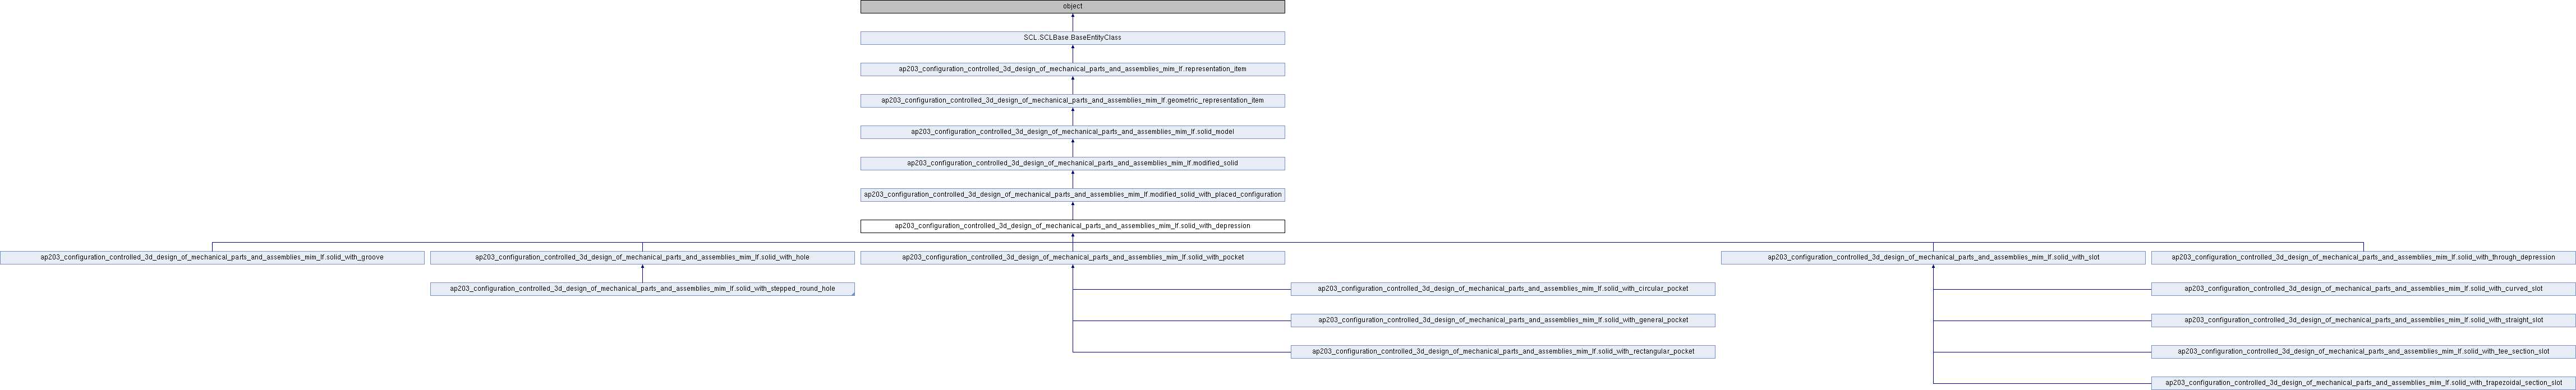 object
SCL.SCLBase.BaseEntityClass
ap203_configuration_controlled_3d_design_of_mechanical_parts_and_assemblies_mim_lf.representation_item
ap203_configuration_controlled_3d_design_of_mechanical_parts_and_assemblies_mim_lf.geometric_representation_item
ap203_configuration_controlled_3d_design_of_mechanical_parts_and_assemblies_mim_lf.solid_model
ap203_configuration_controlled_3d_design_of_mechanical_parts_and_assemblies_mim_lf.modified_solid
ap203_configuration_controlled_3d_design_of_mechanical_parts_and_assemblies_mim_lf.modified_solid_with_placed_configuration
ap203_configuration_controlled_3d_design_of_mechanical_parts_and_assemblies_mim_lf.solid_with_depression
ap203_configuration_controlled_3d_design_of_mechanical_parts_and_assemblies_mim_lf.solid_with_groove
ap203_configuration_controlled_3d_design_of_mechanical_parts_and_assemblies_mim_lf.solid_with_hole
ap203_configuration_controlled_3d_design_of_mechanical_parts_and_assemblies_mim_lf.solid_with_pocket
ap203_configuration_controlled_3d_design_of_mechanical_parts_and_assemblies_mim_lf.solid_with_slot
ap203_configuration_controlled_3d_design_of_mechanical_parts_and_assemblies_mim_lf.solid_with_through_depression
ap203_configuration_controlled_3d_design_of_mechanical_parts_and_assemblies_mim_lf.solid_with_stepped_round_hole
ap203_configuration_controlled_3d_design_of_mechanical_parts_and_assemblies_mim_lf.solid_with_circular_pocket
ap203_configuration_controlled_3d_design_of_mechanical_parts_and_assemblies_mim_lf.solid_with_curved_slot
ap203_configuration_controlled_3d_design_of_mechanical_parts_and_assemblies_mim_lf.solid_with_general_pocket
ap203_configuration_controlled_3d_design_of_mechanical_parts_and_assemblies_mim_lf.solid_with_straight_slot
ap203_configuration_controlled_3d_design_of_mechanical_parts_and_assemblies_mim_lf.solid_with_rectangular_pocket
ap203_configuration_controlled_3d_design_of_mechanical_parts_and_assemblies_mim_lf.solid_with_tee_section_slot
ap203_configuration_controlled_3d_design_of_mechanical_parts_and_assemblies_mim_lf.solid_with_trapezoidal_section_slot